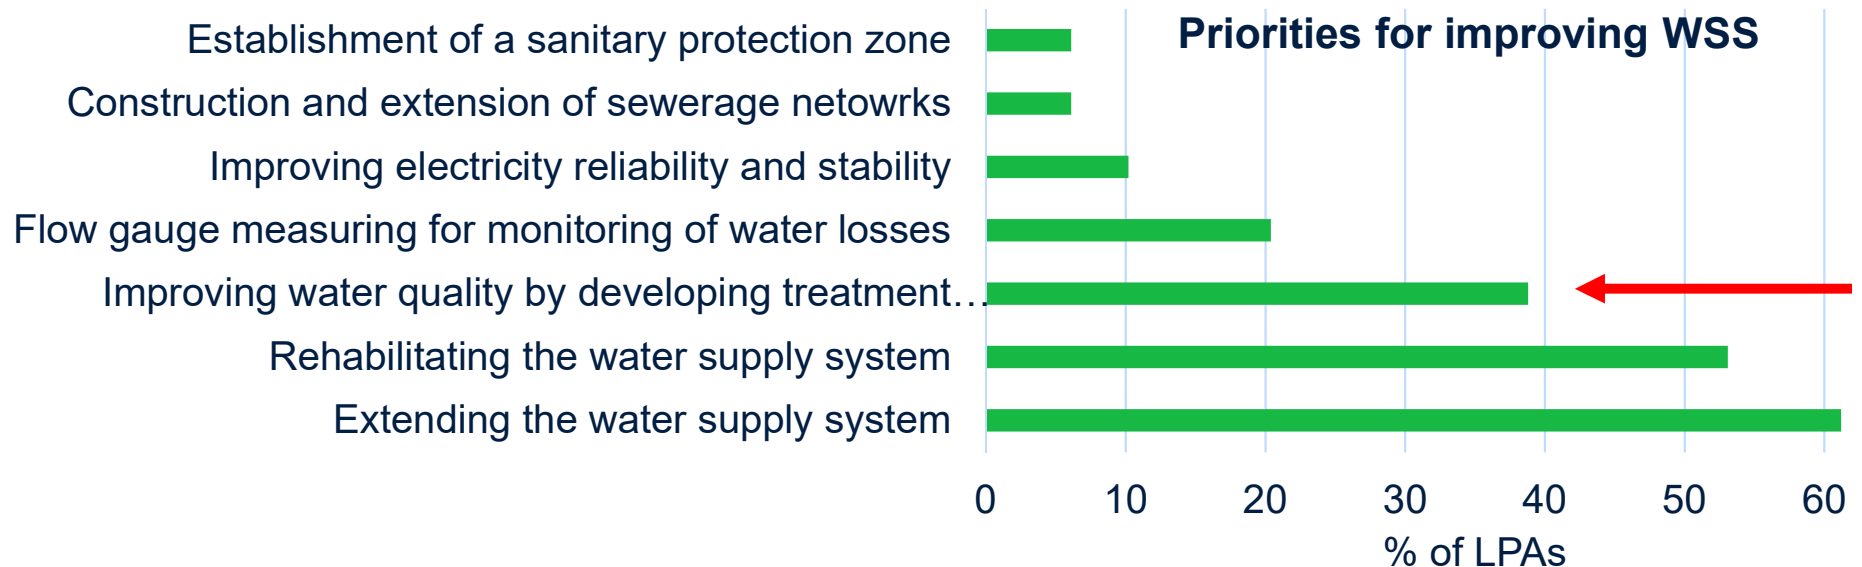 Priorities for improving WSS
Establishment of a sanitary protection zone
Construction and extension of sewerage netowrks
Improving electricity reliability and stability
Flow gauge measuring for monitoring of water losses
Improving water quality by developing treatment…
Rehabilitating the water supply system
Extending the water supply system
0 10 20 30 40 50 60
% of LPAs